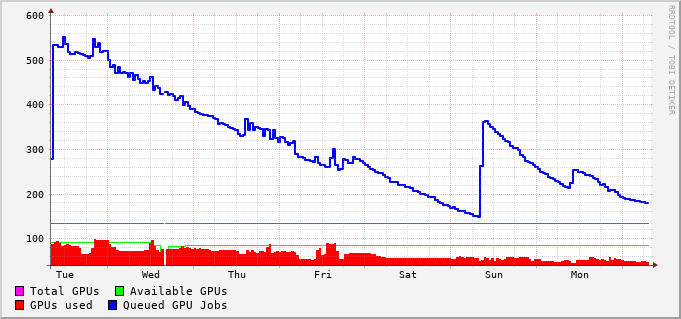 600
500
400
300
200
100
Tue Wed Thu Fri Sat Sun Mon
Total GPUs Available GPUs
GPUs used Queued GPU Jobs
RRDTOOL / TOBI OETIKER